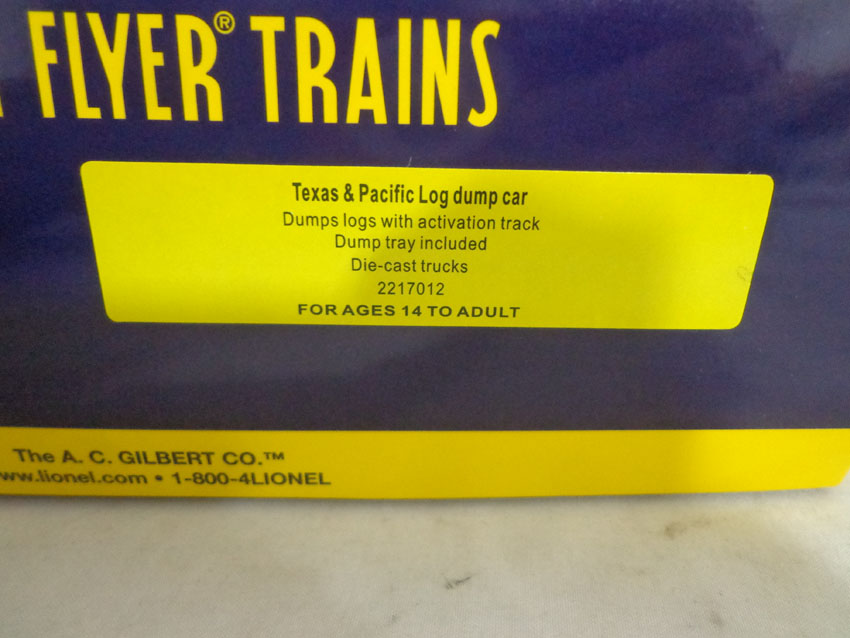 FLYER® TRAINS
Texas & Pacific Log dump car
Dumps logs with activation track
Dump tray included
Die-cast trucks
2217012
FOR AGES 14 TO ADULT
The A. C. GILBERT CO.™
ww.lionel.com • 1-800-4LIONEL